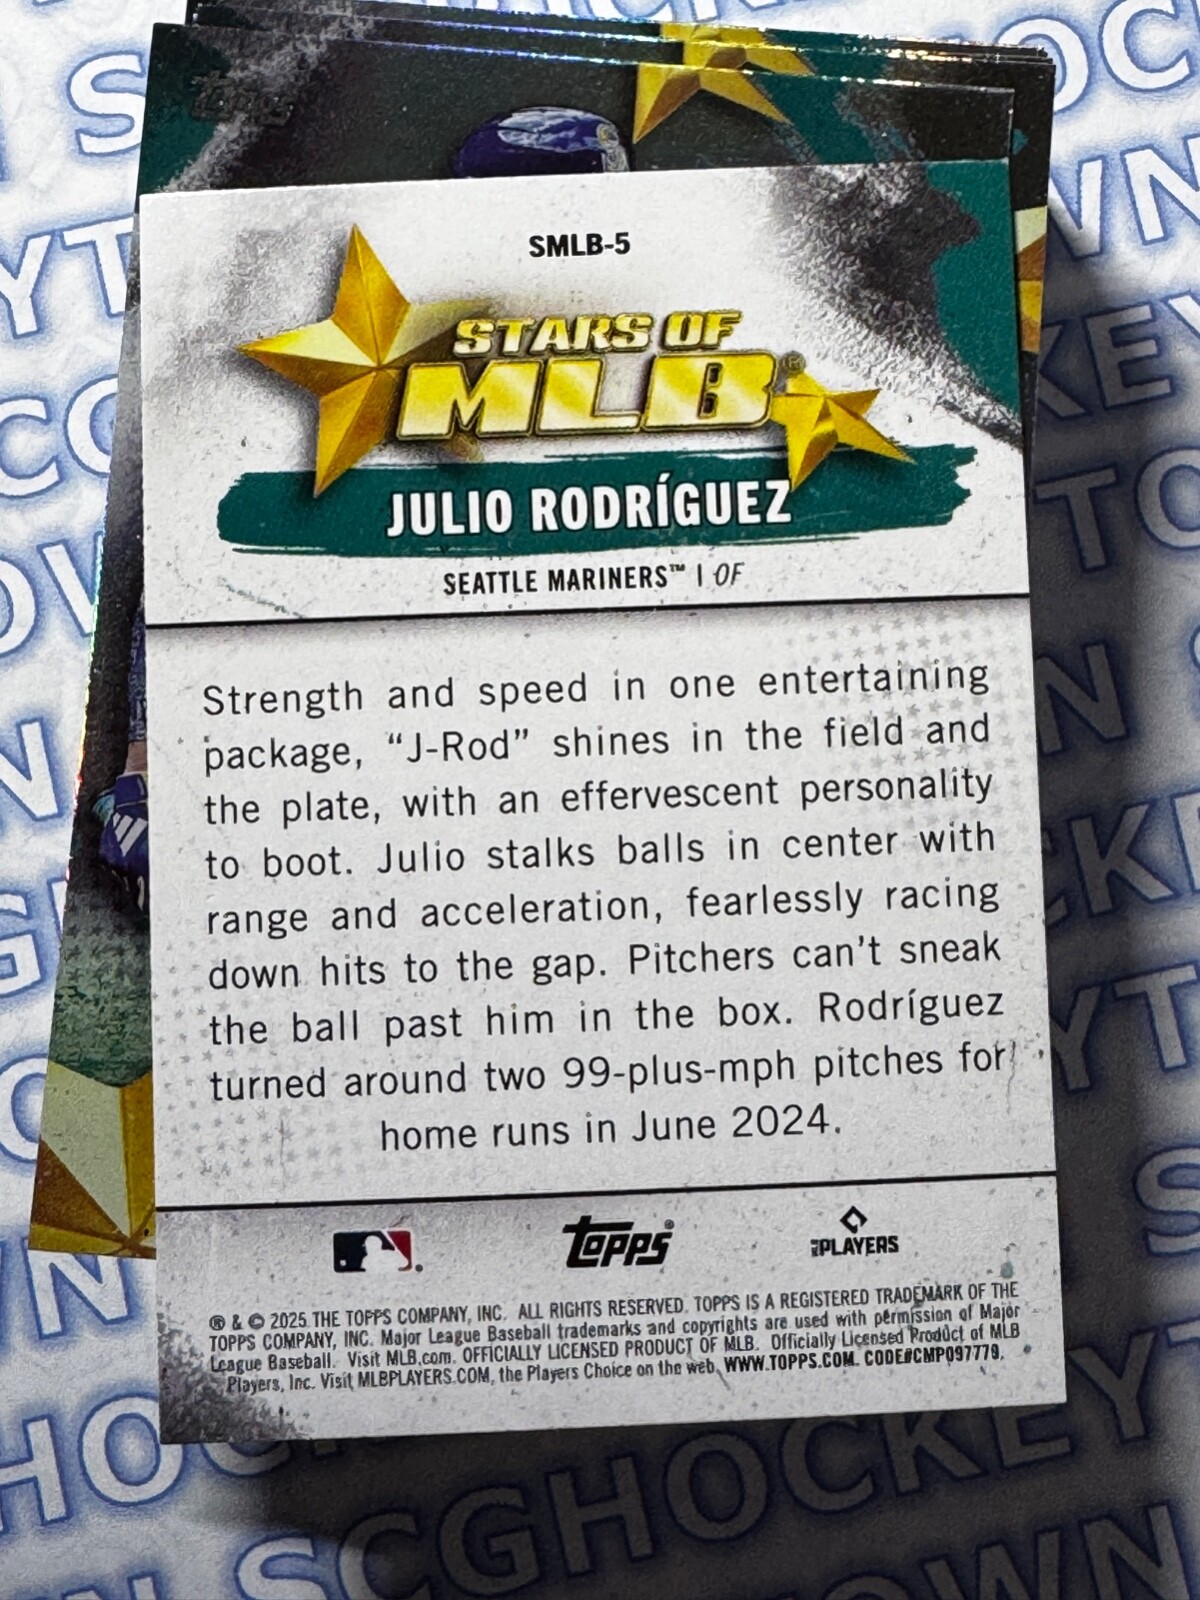 SMLB-5
STARS OF
MLB®
JULIO RODRÍGUEZ
SEATTLE MARINERS™ | OF
Strength and speed in one entertaining
package, “J-Rod” shines in the field and
the plate, with an effervescent personality
to boot. Julio stalks balls in center with
range and acceleration, fearlessly racing
down hits to the gap. Pitchers can’t sneak
the ball past him in the box. Rodríguez
turned around two 99-plus-mph pitches for
home runs in June 2024.
Topps®
MLB PLAYERS
® & © 2025 THE TOPPS COMPANY, INC. ALL RIGHTS RESERVED. TOPPS IS A REGISTERED TRADEMARK OF THE
TOPPS COMPANY, INC. Major League Baseball trademarks and copyrights are used with permission of Major
League Baseball. Visit MLB.com. OFFICIALLY LICENSED PRODUCT OF MLB. Officially Licensed Product of MLB
Players, Inc. Visit MLBPLAYERS.COM, the Players Choice on the web. WWW.TOPPS.COM. CODE#CMP097779.
SCGHOCKEYTOWN